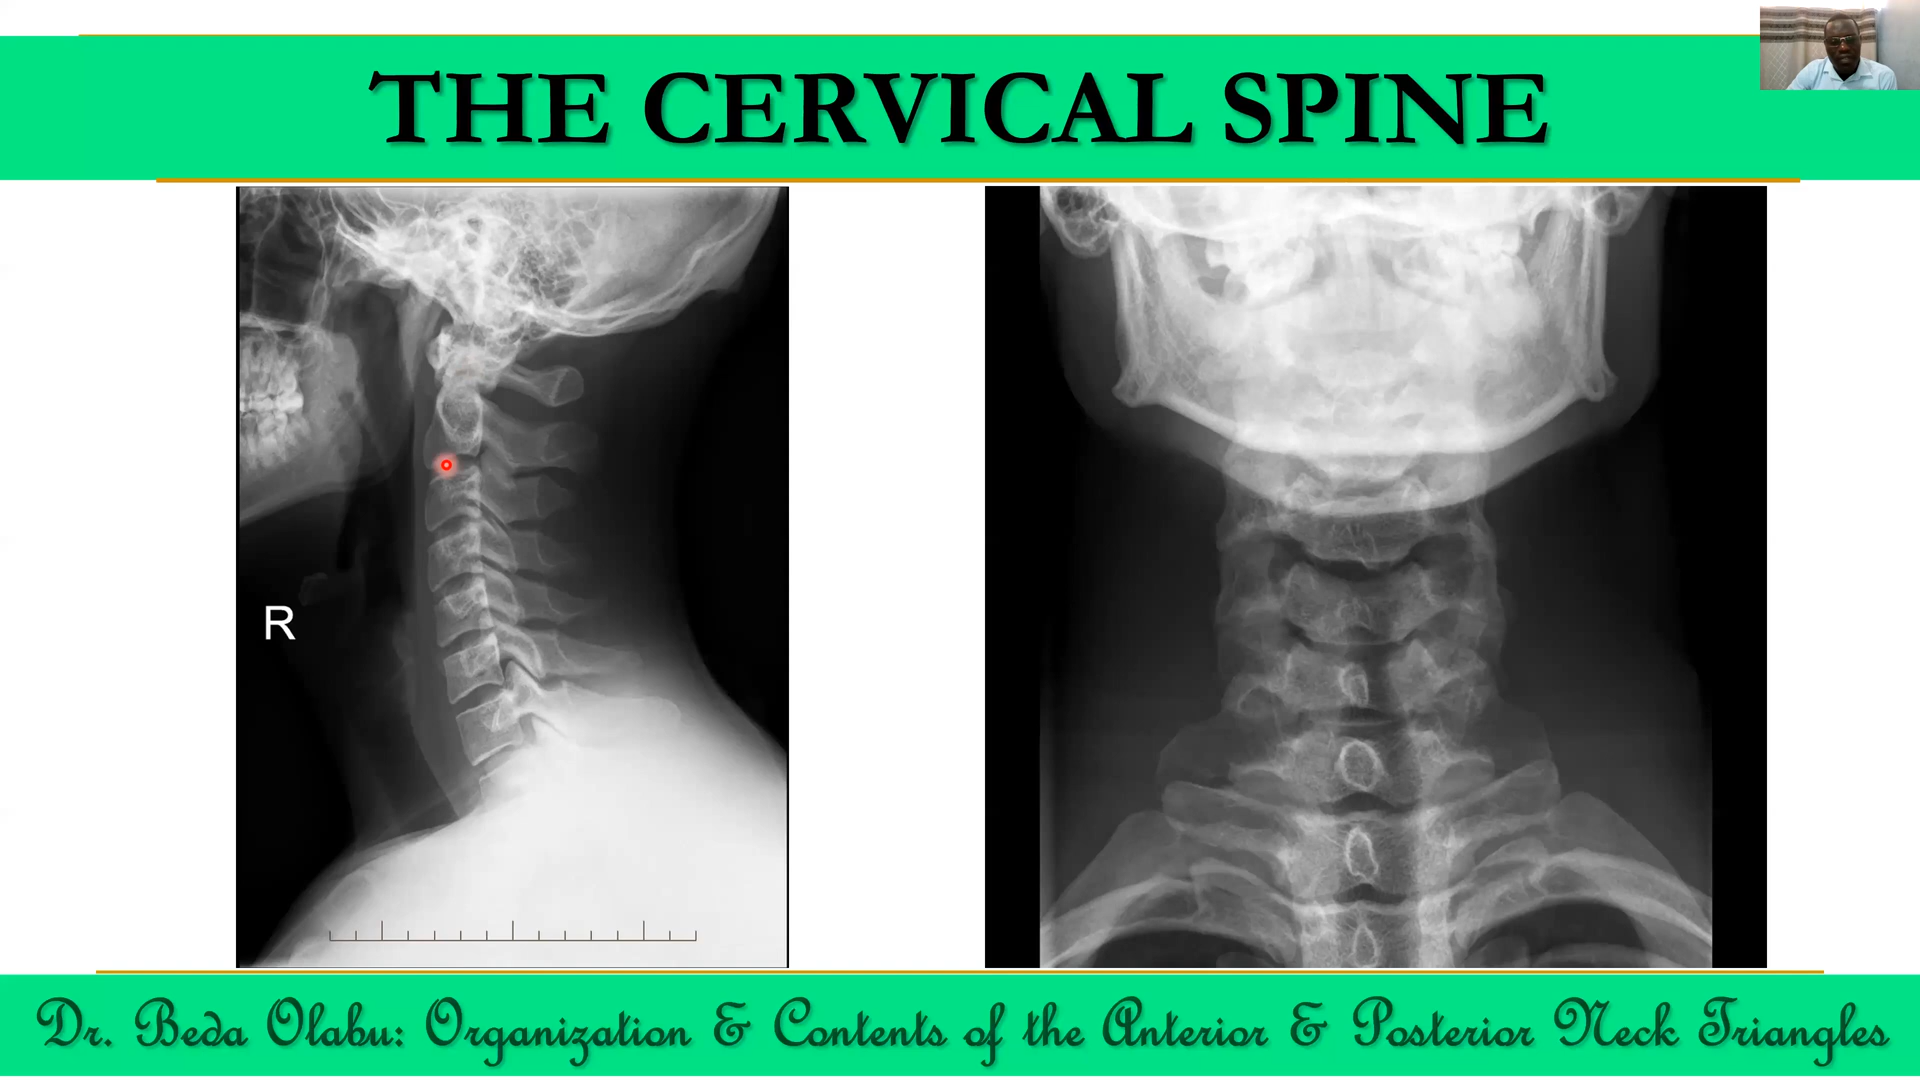 THE CERVICAL SPINE
R
Dr. Beda Olabu: Organization & Contents of the Anterior & Posterior Neck Triangles